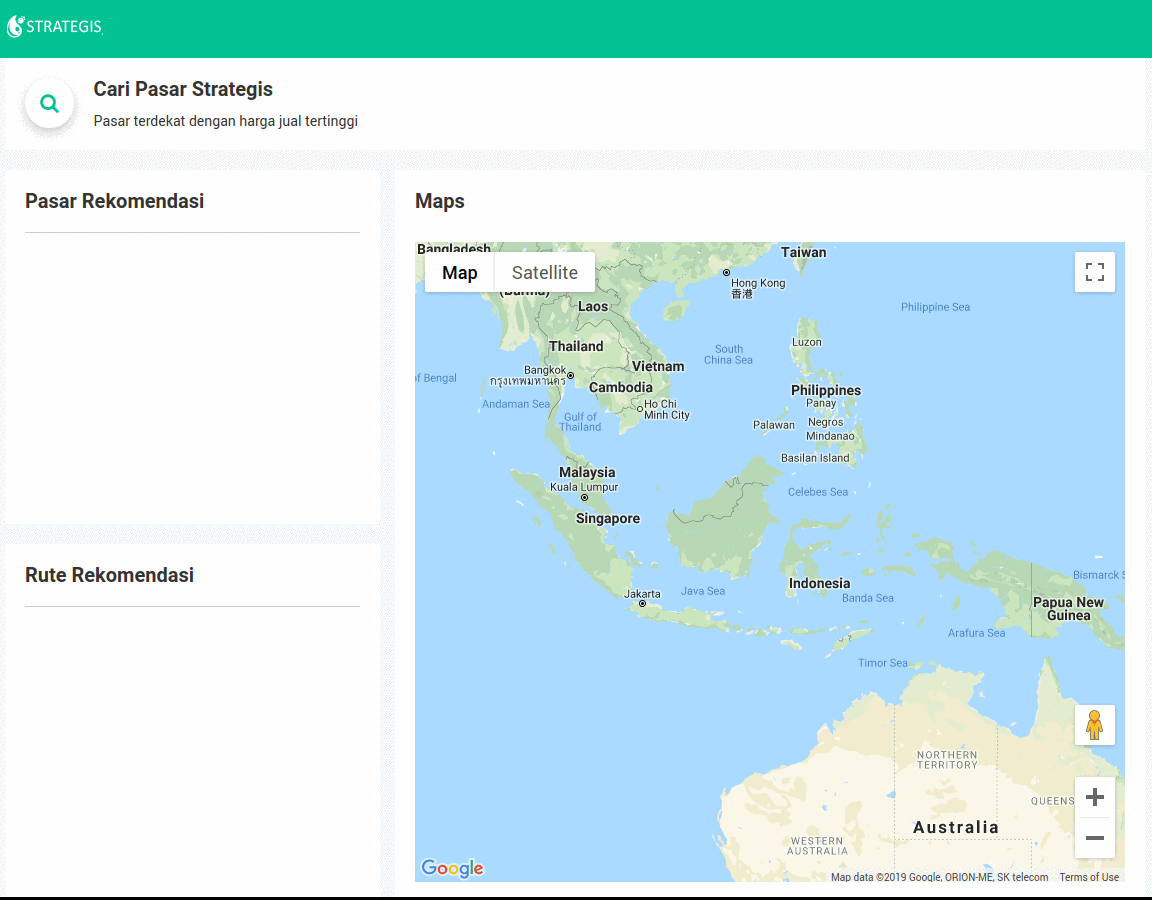 STRATEGIS
Cari Pasar Strategis
Pasar terdekat dengan harga jual tertinggi
Pasar Rekomendasi
Rute Rekomendasi
Maps
Bangladesh
Map
Satellite
(Burma)
Taiwan
Hong Kong
香港
Philippine Sea
Laos
Luzon
Thailand
South
China Sea
Vietnam
Bangkok
กรุงเทพมหานคร
of Bengal
Cambodia
Philippines
Panay
Andaman Sea
Ho Chi
Minh City
Gulf of
Thailand
Palawan
Negros
Mindanao
Basilan Island
Malaysia
Kuala Lumpur
Celebes Sea
Singapore
Indonesia
Bismarck S
Jakarta
Java Sea
Banda Sea
Papua New
Guinea
Arafura Sea
Timor Sea
NORTHERN
TERRITORY
QUEENS
Australia
WESTERN
AUSTRALIA
Google
Map data ©2019 Google, ORION-ME, SK telecom
Terms of Use